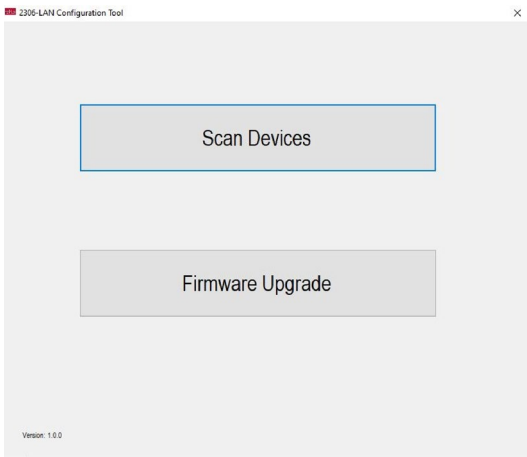 2306-LAN Configuration Tool
Scan Devices
Firmware Upgrade
Version: 1.0.0